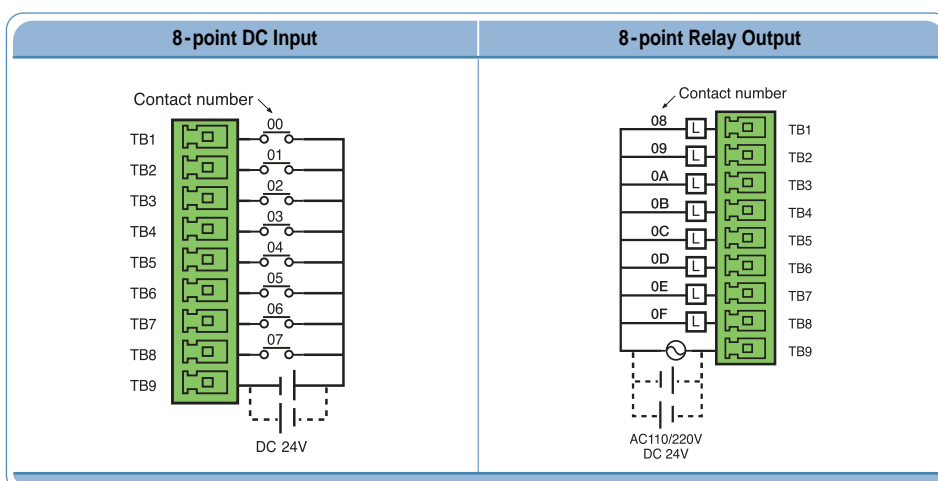 8-point DC Input
Contact number
00
TB1
01
TB2
02
TB3
03
TB4
04
TB5
05
TB6
06
TB7
07
TB8
TB9
DC 24V
8-point Relay Output
Contact number
08 L TB1
09 L TB2
0A L TB3
0B L TB4
0C L TB5
0D L TB6
0E L TB7
0F L TB8
TB9
AC110/220V
DC 24V